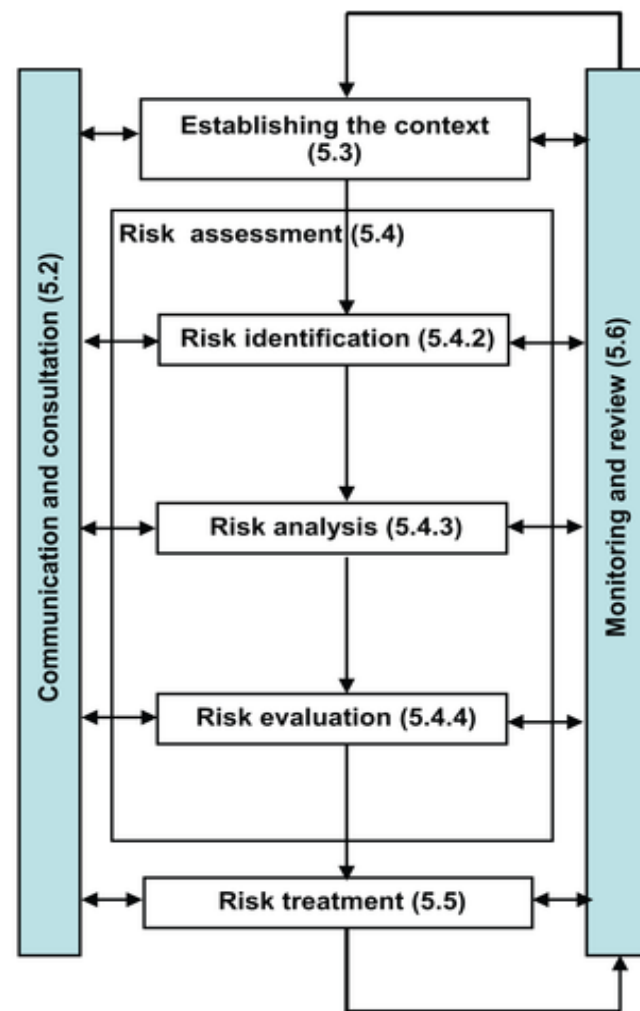 Establishing the context
(5.3)
Risk assessment (5.4)
Communication and consultation (5.2)
Risk identification (5.4.2)
Monitoring and review (5.6)
Risk analysis (5.4.3)
Risk evaluation (5.4.4)
Risk treatment (5.5)